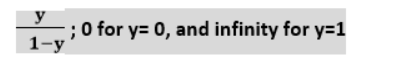 y/(1−y) ; 0 for y= 0, and infinity for y=1